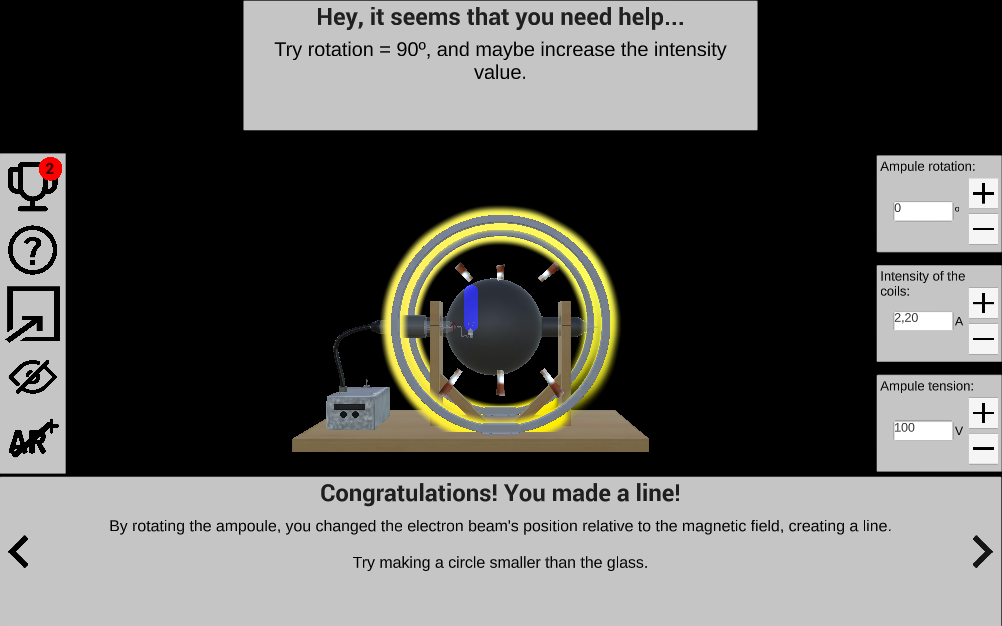 Hey, it seems that you need help...
Try rotation = 90º, and maybe increase the intensity
value.
2
?
AR+
Ampule rotation:
0 º
+
−
Intensity of the
coils:
2,20 A
+
−
Ampule tension:
100 V
+
−
Congratulations! You made a line!
By rotating the ampoule, you changed the electron beam's position relative to the magnetic field, creating a line.
Try making a circle smaller than the glass.